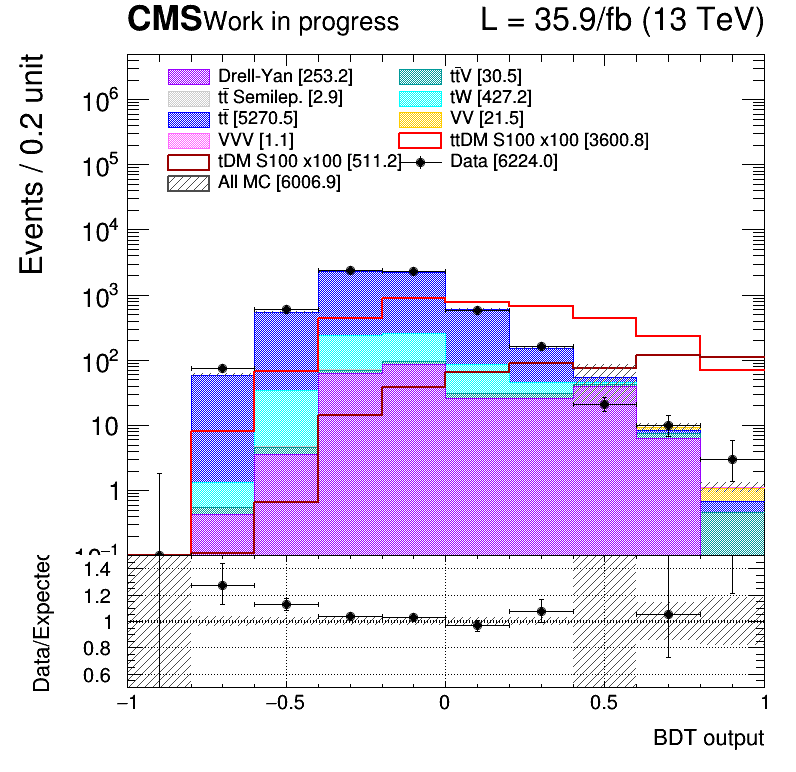 CMS Work in progress L = 35.9/fb (13 TeV)
Drell-Yan [253.2] tt̄V [30.5]
tt̄ Semilep. [2.9] tW [427.2]
tt̄ [5270.5] VV [21.5]
VVV [1.1] ttDM S100 x100 [3600.8]
tDM S100 x100 [511.2] Data [6224.0]
All MC [6006.9]
Events / 0.2 unit
10⁶
10⁵
10⁴
10³
10²
10
1
10⁻¹
Data/Expected
1.4
1.2
1
0.8
0.6
−1 −0.5 0 0.5 1
BDT output